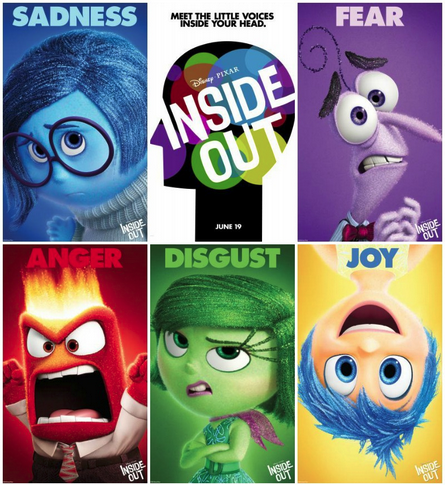 SADNESS
INSIDE
OUT
MEET THE LITTLE VOICES
INSIDE YOUR HEAD.
Disney PIXAR
INSIDE
OUT
JUNE 19
FEAR
INSIDE
OUT
ANGER
INSIDE
OUT
DISGUST
INSIDE
OUT
JOY
INSIDE
OUT